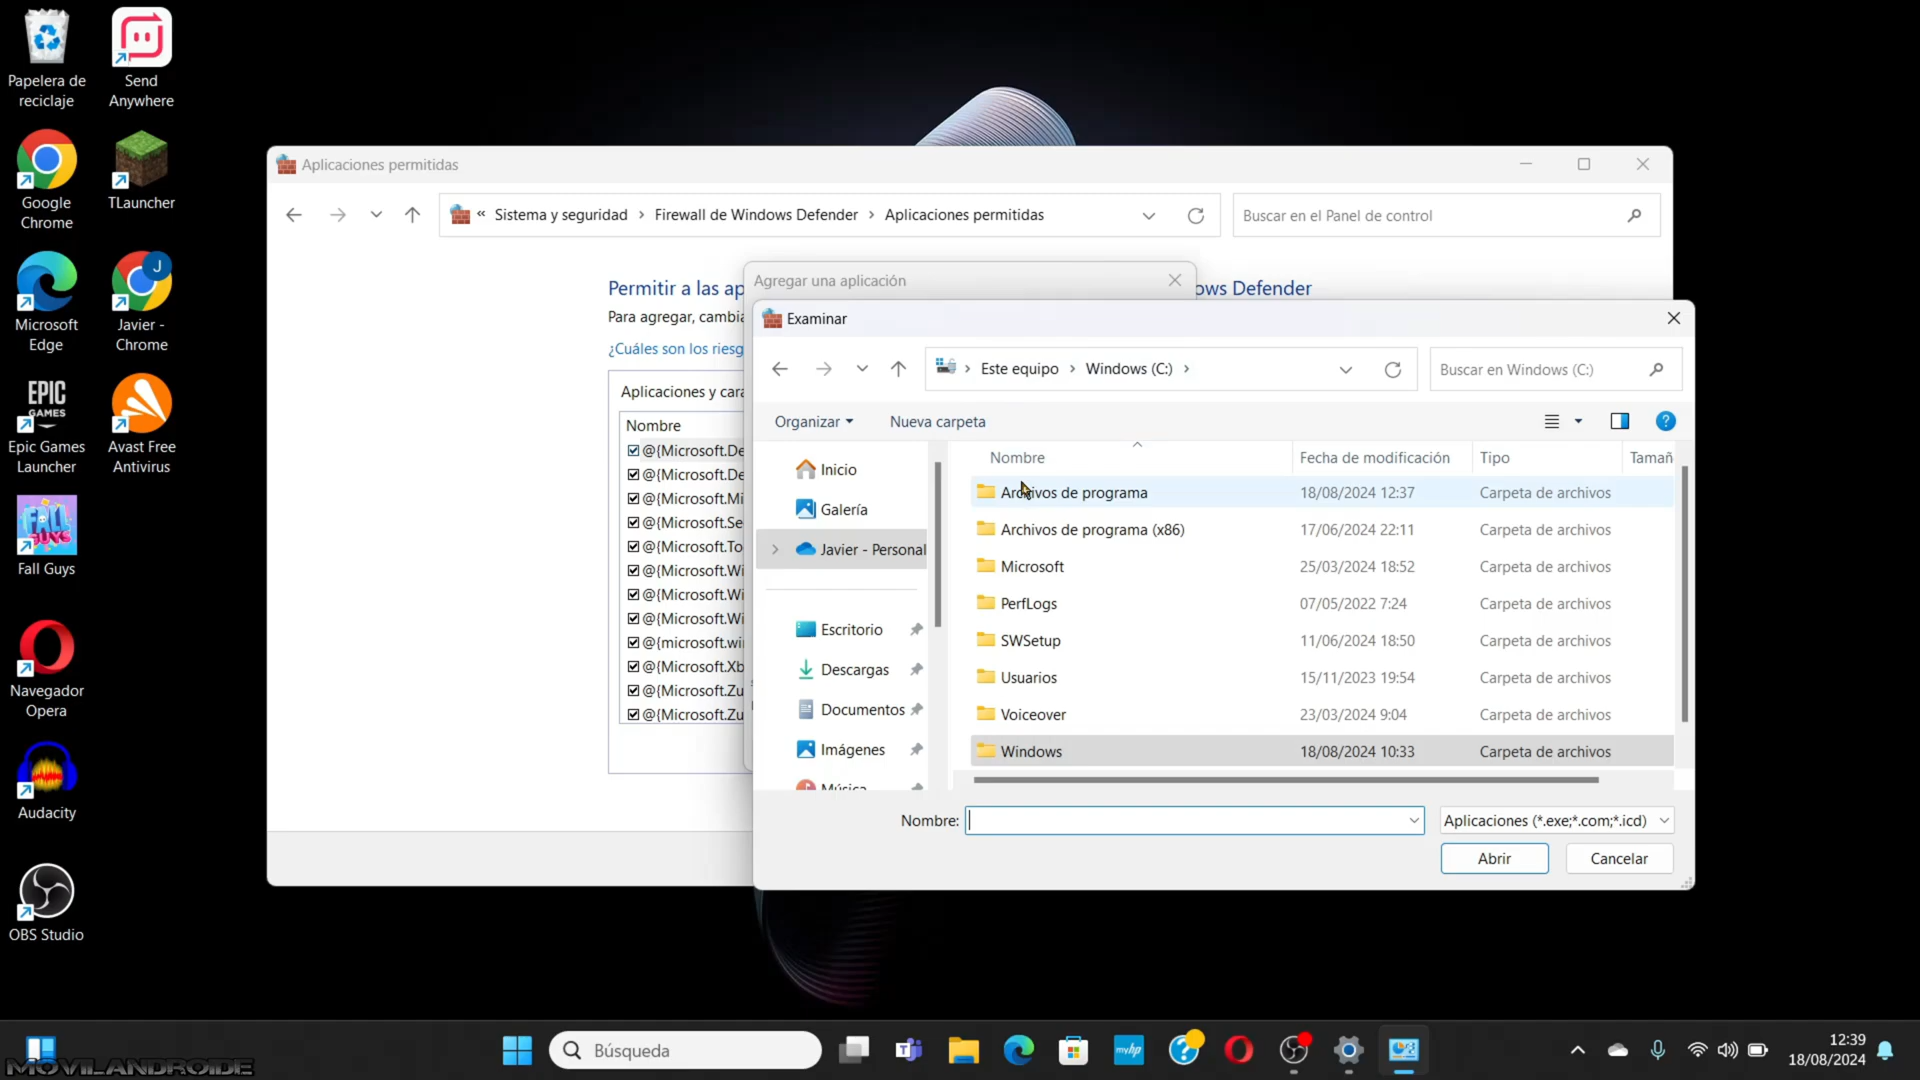 Papelera de
reciclaje
Send
Anywhere
Google
Chrome
TLauncher
Microsoft
Edge
J
Javier -
Chrome
EPIC
GAMES
Epic Games
Launcher
Avast Free
Antivirus
FALL
GUYS
Fall Guys
Navegador
Opera
Audacity
OBS Studio
Aplicaciones permitidas
« Sistema y seguridad › Firewall de Windows Defender › Aplicaciones permitidas
Buscar en el Panel de control
Permitir a las ap
ows Defender
Para agregar, cambia
¿Cuáles son los riesg
Aplicaciones y cara
Nombre
@{Microsoft.De
@{Microsoft.De
@{Microsoft.Mi
@{Microsoft.Se
@{Microsoft.To
@{Microsoft.Wi
@{Microsoft.Wi
@{Microsoft.Wi
@{microsoft.wi
@{Microsoft.Xb
@{Microsoft.Zu
@{Microsoft.Zu
Agregar una aplicación
Examinar
Este equipo › Windows (C:) ›
Buscar en Windows (C:)
Organizar
Nueva carpeta
Inicio
Galería
Javier - Personal
Escritorio
Descargas
Documentos
Imágenes
Música
Nombre Fecha de modificación Tipo Tamañ
Archivos de programa 18/08/2024 12:37 Carpeta de archivos
Archivos de programa (x86) 17/06/2024 22:11 Carpeta de archivos
Microsoft 25/03/2024 18:52 Carpeta de archivos
PerfLogs 07/05/2022 7:24 Carpeta de archivos
SWSetup 11/06/2024 18:50 Carpeta de archivos
Usuarios 15/11/2023 19:54 Carpeta de archivos
Voiceover 23/03/2024 9:04 Carpeta de archivos
Windows 18/08/2024 10:33 Carpeta de archivos
Nombre:
Aplicaciones (*.exe;*.com;*.icd)
Abrir
Cancelar
MOVILANDROIDE
Búsqueda
myhp
12:39
18/08/2024